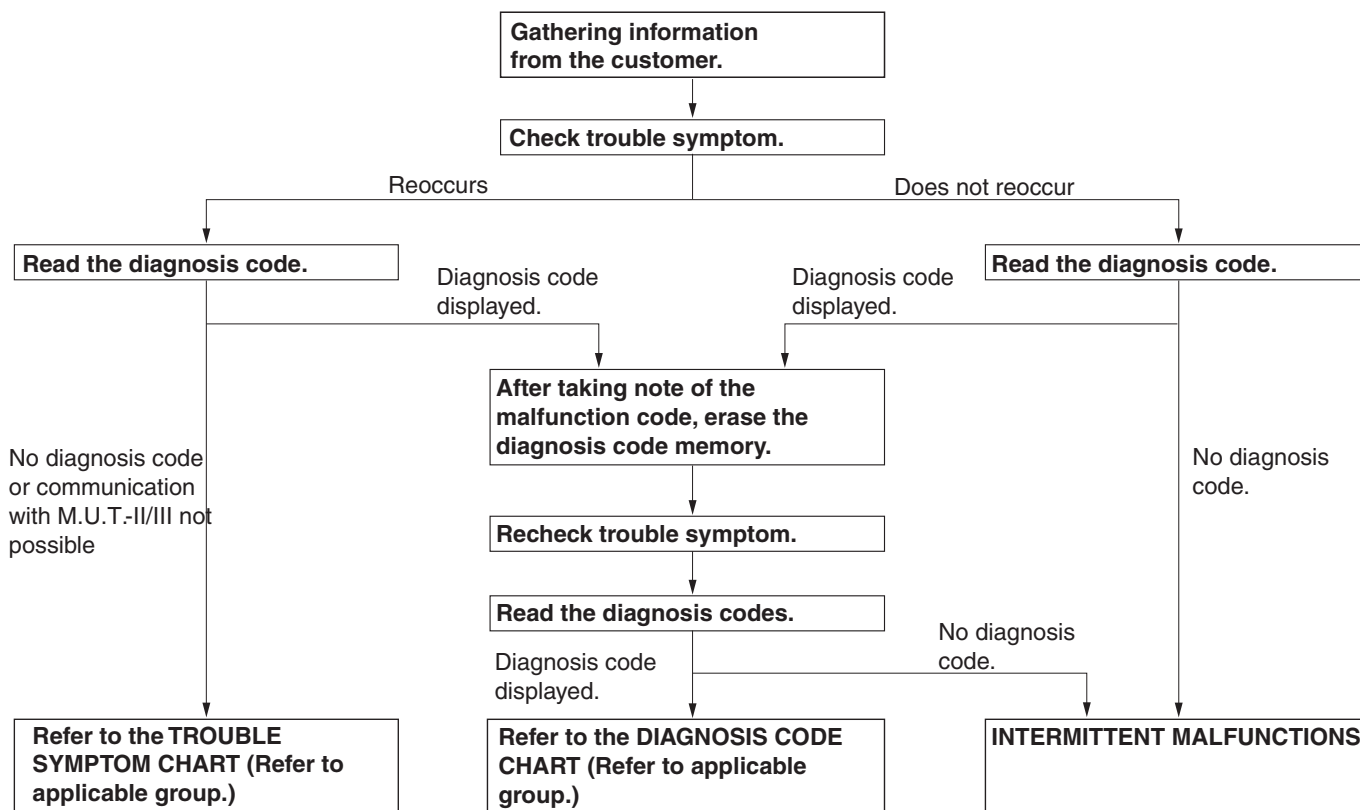 Gathering information
from the customer.
Check trouble symptom.
Reoccurs
Does not reoccur
Read the diagnosis code.
Read the diagnosis code.
Diagnosis code
displayed.
Diagnosis code
displayed.
After taking note of the
malfunction code, erase the
diagnosis code memory.
No diagnosis code
or communication
with M.U.T.-II/III not
possible
No diagnosis
code.
Recheck trouble symptom.
Read the diagnosis codes.
No diagnosis
code.
Diagnosis code
displayed.
Refer to the TROUBLE
SYMPTOM CHART (Refer to
applicable group.)
Refer to the DIAGNOSIS CODE
CHART (Refer to applicable
group.)
INTERMITTENT MALFUNCTIONS